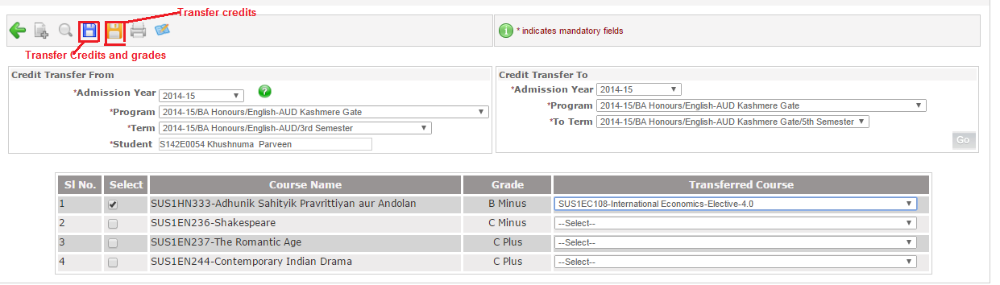 Transfer credits
* indicates mandatory fields
Transfer Credits and grades
Credit Transfer From
*Admission Year 2014-15
*Program 2014-15/BA Honours/English-AUD Kashmere Gate
*Term 2014-15/BA Honours/English-AUD/3rd Semester
*Student S142E0054 Khushnuma Parveen
Credit Transfer To
*Admission Year 2014-15
*Program 2014-15/BA Honours/English-AUD Kashmere Gate
*To Term 2014-15/BA Honours/English-AUD Kashmere Gate/5th Semester
Go
Sl No. Select Course Name Grade Transferred Course
1 SUS1HN333-Adhunik Sahityik Pravrittiyan aur Andolan B Minus SUS1EC108-International Economics-Elective-4.0
2 SUS1EN236-Shakespeare C Minus --Select--
3 SUS1EN237-The Romantic Age C Plus --Select--
4 SUS1EN244-Contemporary Indian Drama C Plus --Select--